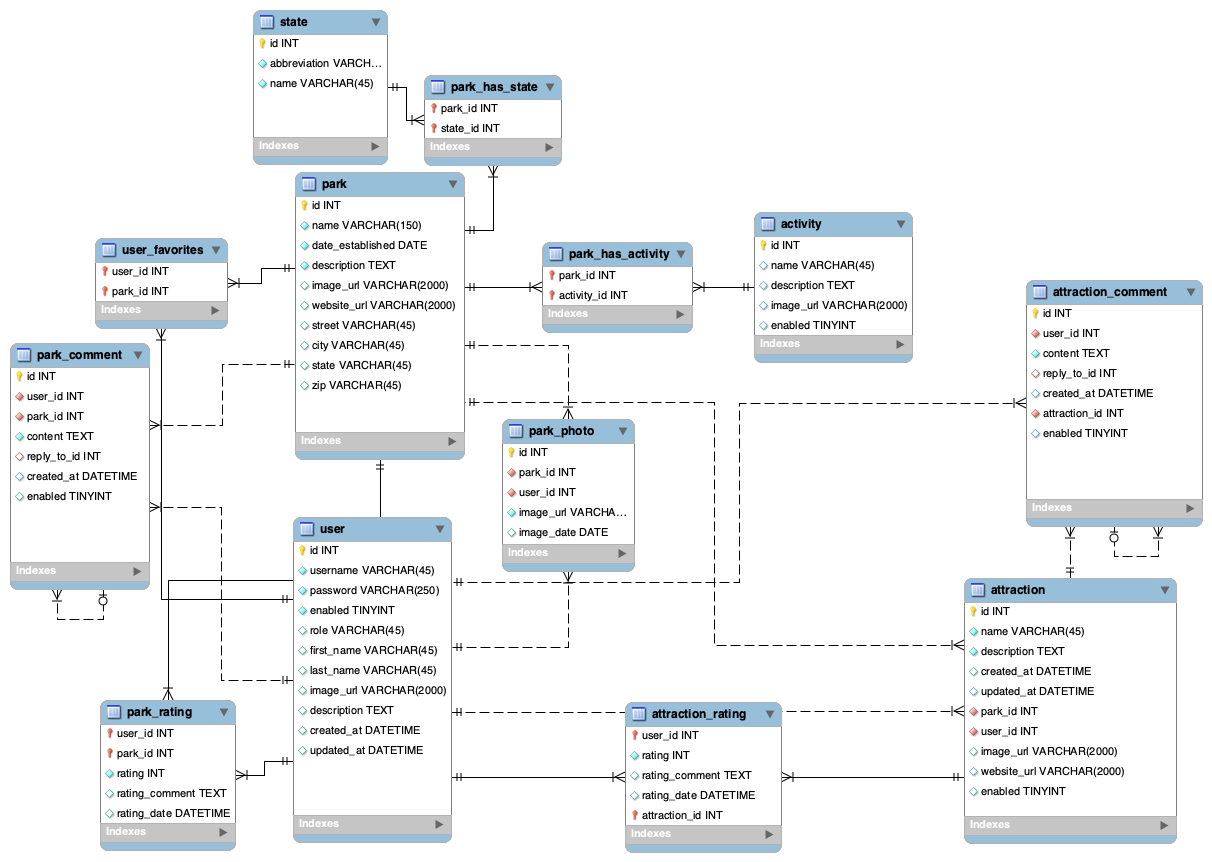 state
id INT
abbreviation VARCH...
name VARCHAR(45)
Indexes
park_has_state
park_id INT
state_id INT
Indexes
park
id INT
name VARCHAR(150)
date_established DATE
description TEXT
image_url VARCHAR(2000)
website_url VARCHAR(2000)
street VARCHAR(45)
city VARCHAR(45)
state VARCHAR(45)
zip VARCHAR(45)
Indexes
user_favorites
user_id INT
park_id INT
Indexes
park_has_activity
park_id INT
activity_id INT
Indexes
activity
id INT
name VARCHAR(45)
description TEXT
image_url VARCHAR(2000)
enabled TINYINT
Indexes
attraction_comment
id INT
user_id INT
content TEXT
reply_to_id INT
created_at DATETIME
attraction_id INT
enabled TINYINT
Indexes
park_comment
id INT
user_id INT
park_id INT
content TEXT
reply_to_id INT
created_at DATETIME
enabled TINYINT
Indexes
park_photo
id INT
park_id INT
user_id INT
image_url VARCHA...
image_date DATE
Indexes
user
id INT
username VARCHAR(45)
password VARCHAR(250)
enabled TINYINT
role VARCHAR(45)
first_name VARCHAR(45)
last_name VARCHAR(45)
image_url VARCHAR(2000)
description TEXT
created_at DATETIME
updated_at DATETIME
Indexes
attraction
id INT
name VARCHAR(45)
description TEXT
created_at DATETIME
updated_at DATETIME
park_id INT
user_id INT
image_url VARCHAR(2000)
website_url VARCHAR(2000)
enabled TINYINT
Indexes
park_rating
user_id INT
park_id INT
rating INT
rating_comment TEXT
rating_date DATETIME
Indexes
attraction_rating
user_id INT
rating INT
rating_comment TEXT
rating_date DATETIME
attraction_id INT
Indexes